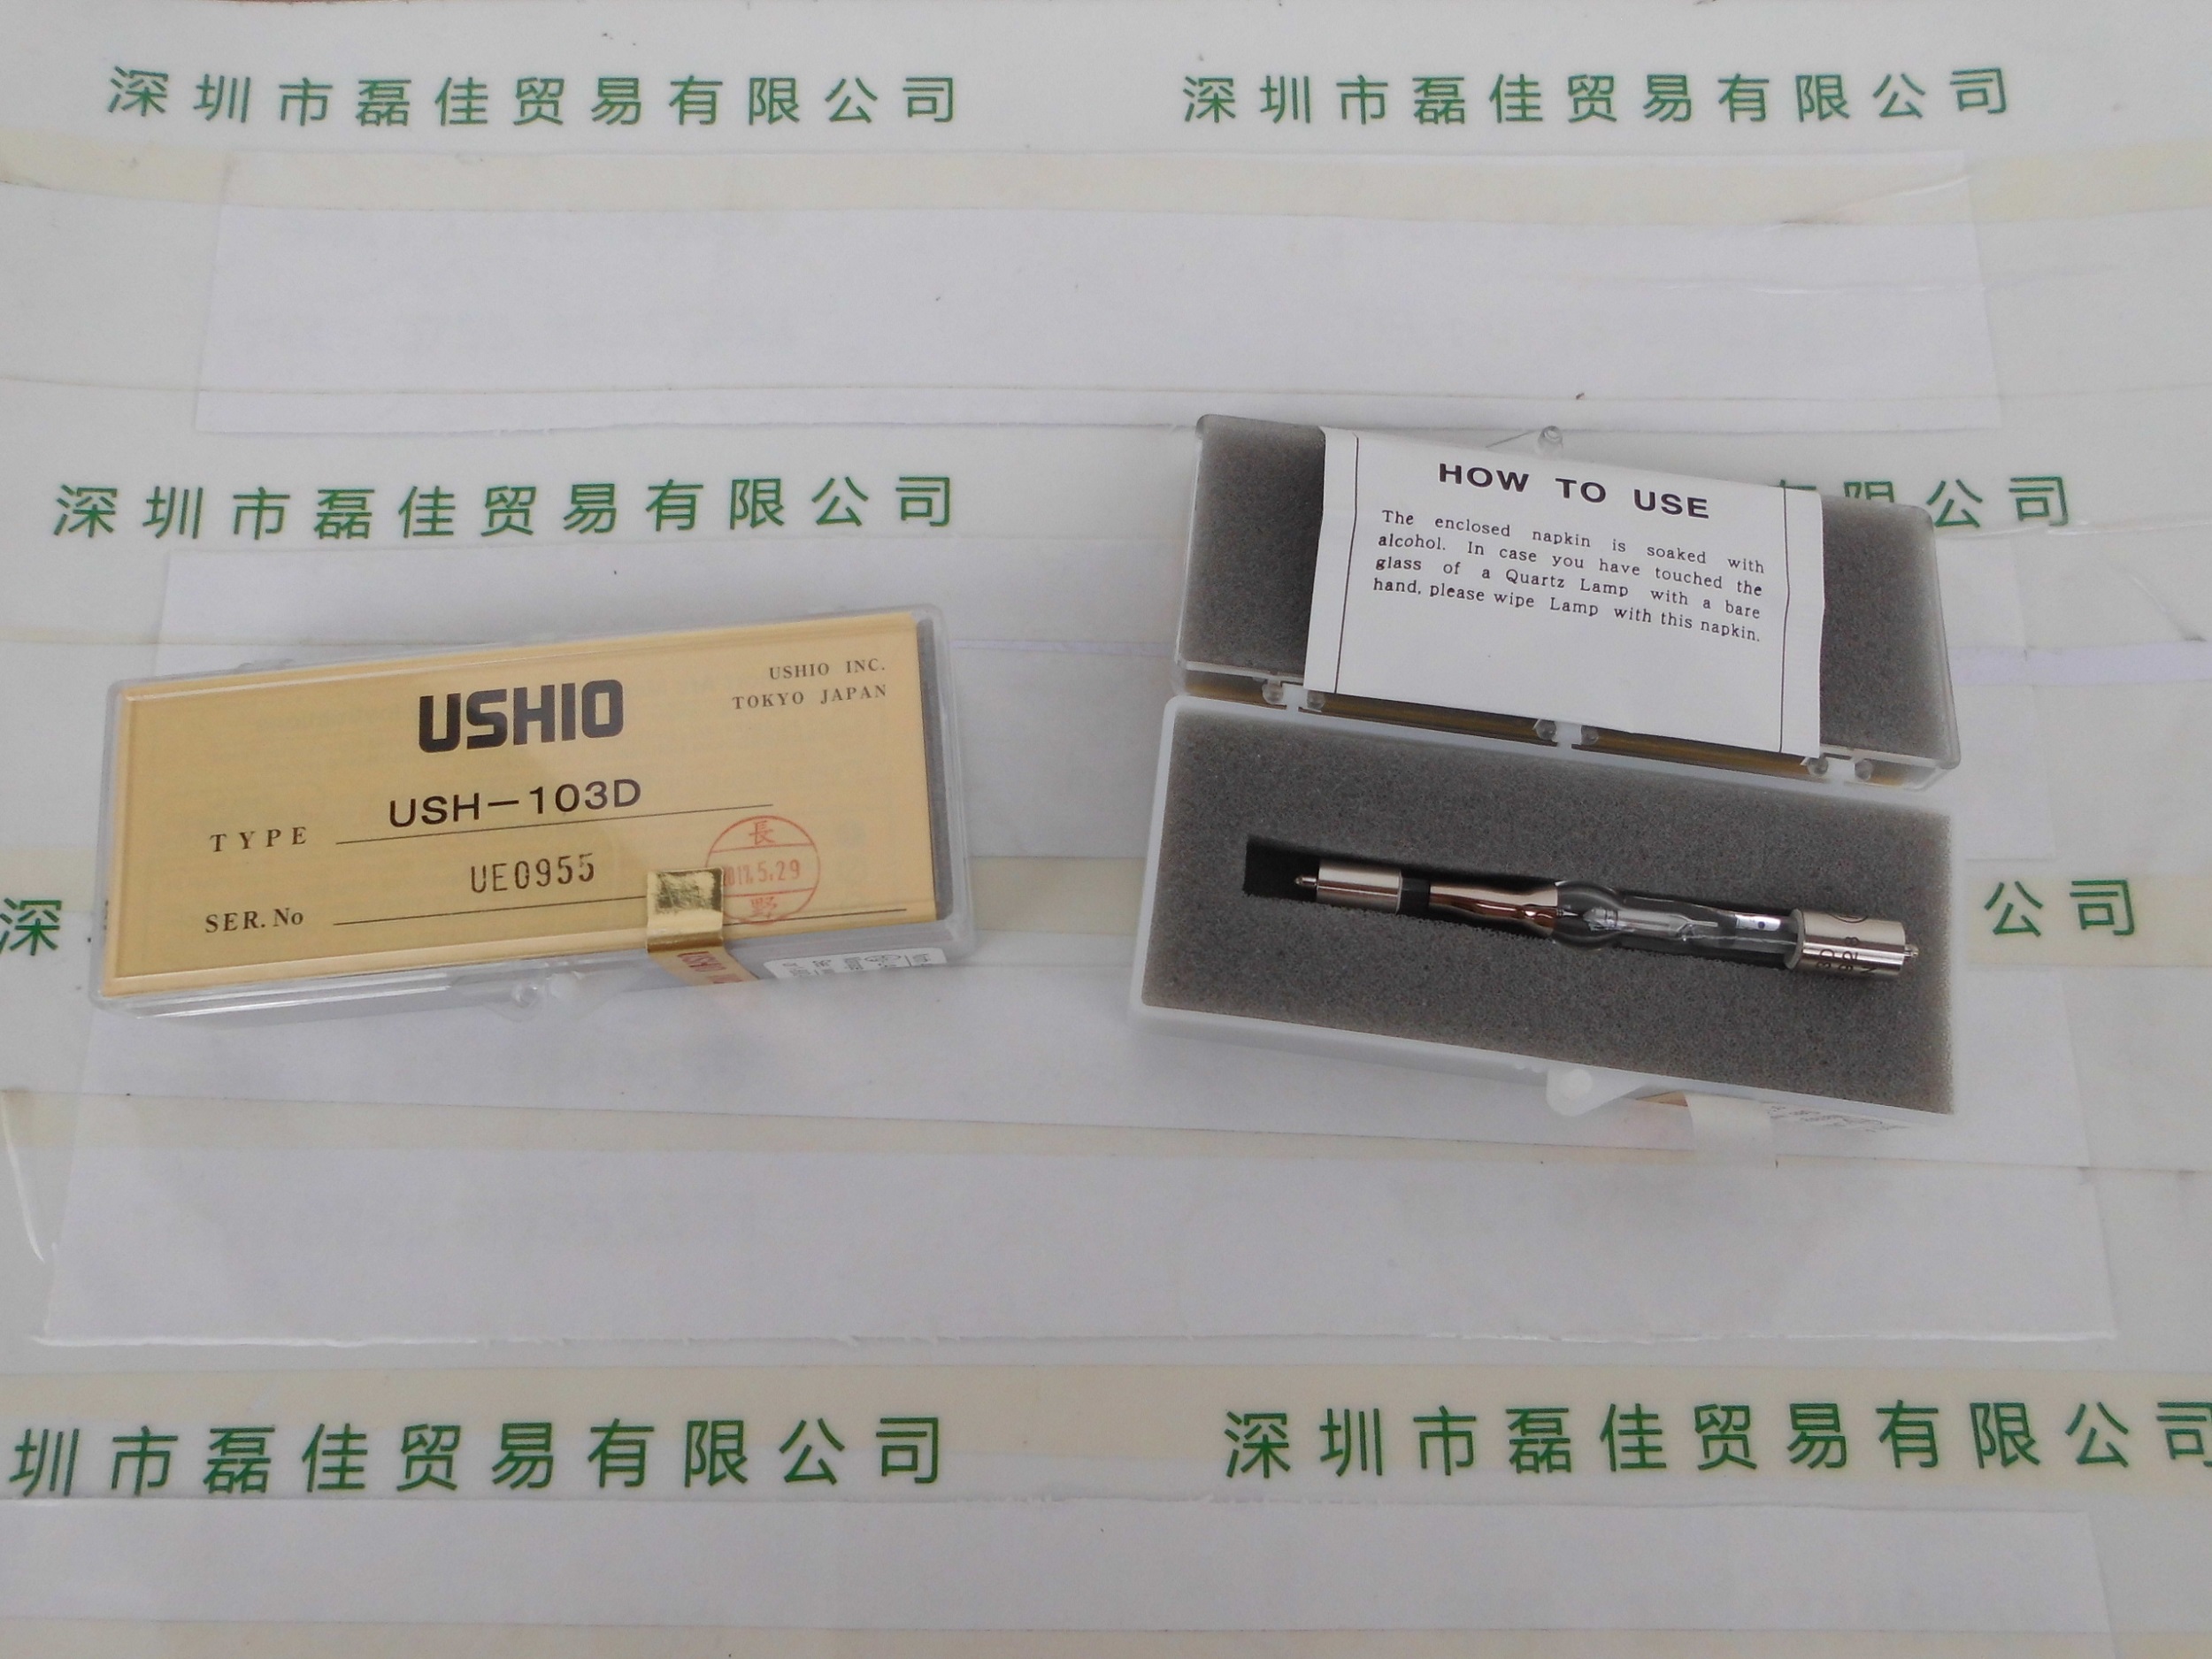 深圳市磊佳贸易有限公司
深圳市磊佳贸易有限公司
深圳市磊佳贸易有限公司
限公司
HOW TO USE
The enclosed napkin is soaked with
alcohol. In case you have touched the
glass of a Quartz Lamp with a bare
hand, please wipe Lamp with this napkin.
USHIO INC.
TOKYO JAPAN
USHIO
TYPE USH-103D
SER. No UE0955
長
5.29
野
USHIO
深
公司
圳市磊佳贸易有限公司
深圳市磊佳贸易有限公司